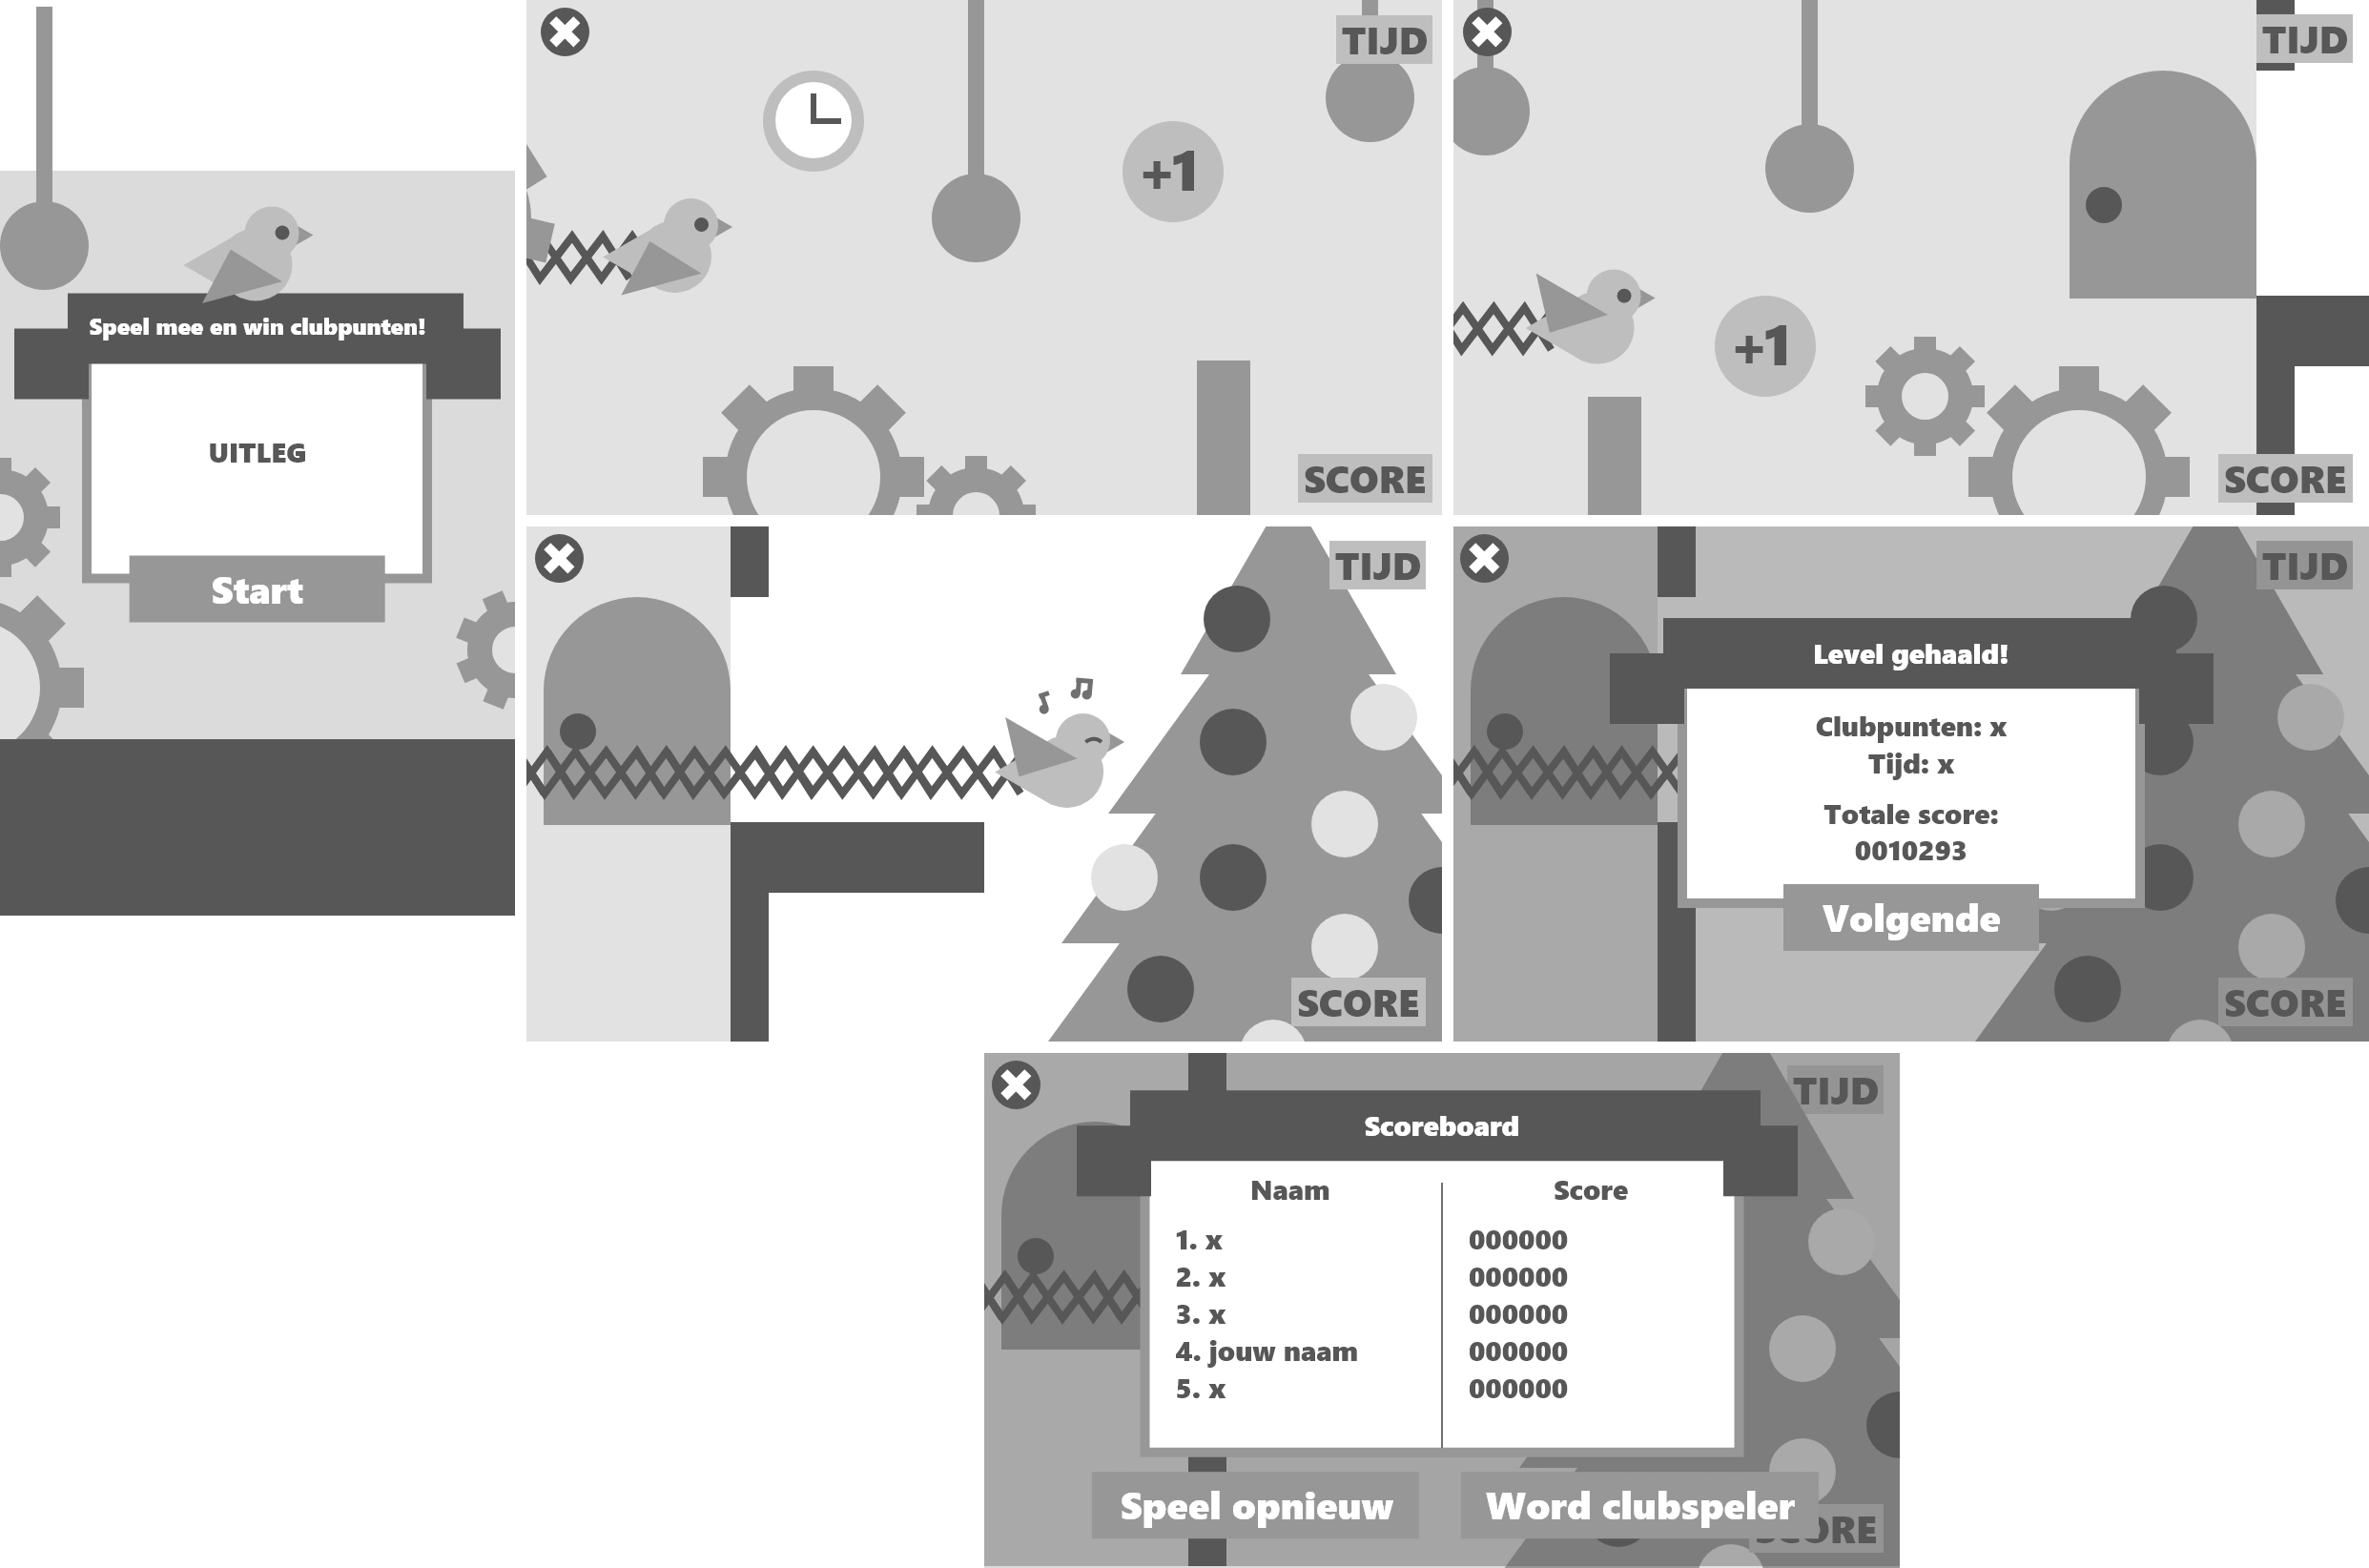 Speel mee en win clubpunten!
UITLEG
Start
TIJD
+1
SCORE
TIJD
+1
SCORE
TIJD
SCORE
TIJD
Level gehaald!
Clubpunten: x
Tijd: x
Totale score:
0010293
Volgende
SCORE
TIJD
Scoreboard
Naam Score
1. x 000000
2. x 000000
3. x 000000
4. jouw naam 000000
5. x 000000
Speel opnieuw Word clubspeler
SCORE